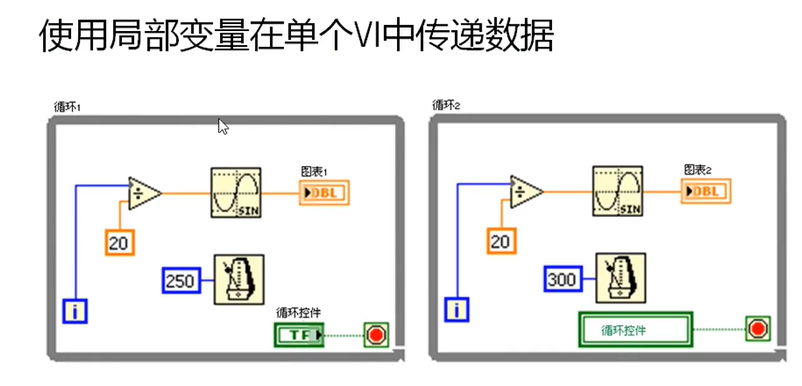 使用局部变量在单个VI中传递数据
循环1
循环2
图表1
DBL
20
SIN
250
i
循环控件
TF
图表2
DBL
20
SIN
300
i
循环控件